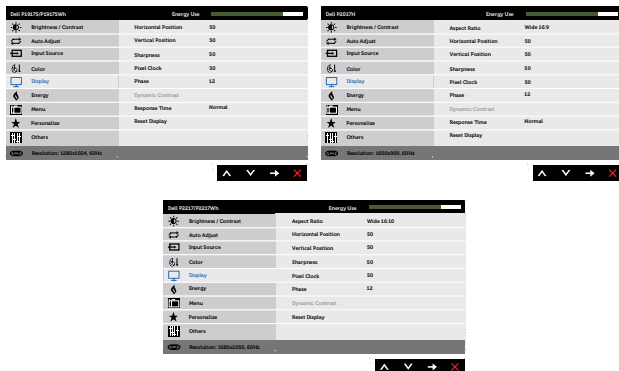 Dell P1917S/P1917SWh Energy Use
Brightness / Contrast Horizontal Position 50
Auto Adjust Vertical Position 50
Input Source Sharpness 50
Color Pixel Clock 50
Display Phase 12
Energy Dynamic Contrast
Menu Response Time Normal
Personalize Reset Display
Others
Resolution: 1280x1024, 60Hz
Dell P2017H Energy Use
Brightness / Contrast Aspect Ratio Wide 16:9
Auto Adjust Horizontal Position 50
Input Source Vertical Position 50
Color Sharpness 50
Display Pixel Clock 50
Energy Phase 12
Menu Dynamic Contrast
Personalize Response Time Normal
Others Reset Display
Resolution: 1600x900, 60Hz
Dell P2217/P2217Wh Energy Use
Brightness / Contrast Aspect Ratio Wide 16:10
Auto Adjust Horizontal Position 50
Input Source Vertical Position 50
Color Sharpness 50
Display Pixel Clock 50
Energy Phase 12
Menu Dynamic Contrast
Personalize Reset Display
Others
Resolution: 1680x1050, 60Hz